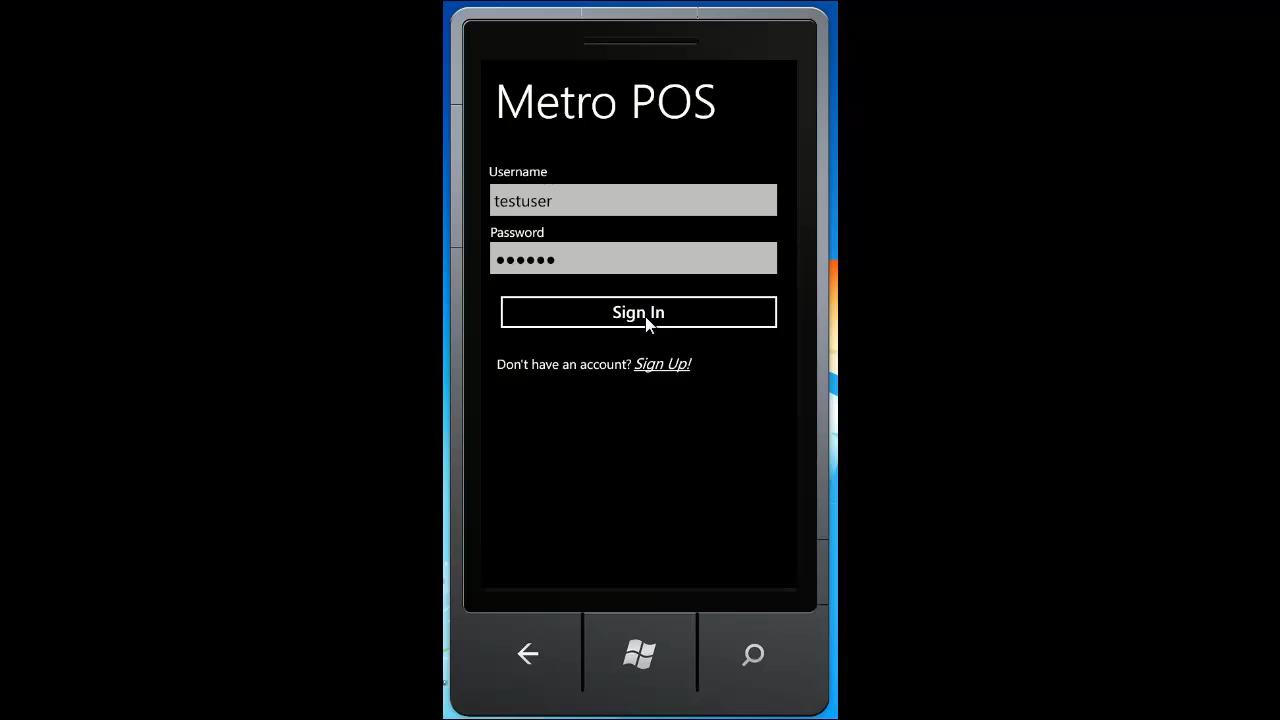 Metro POS
Username
testuser
Password
••••••
Sign In
Don't have an account? Sign Up!